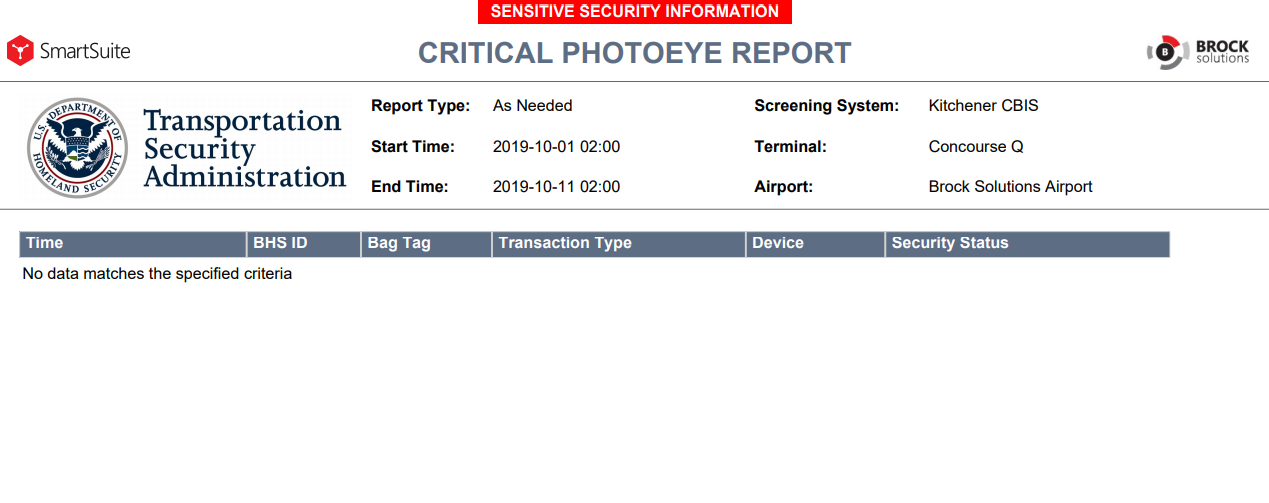 SENSITIVE SECURITY INFORMATION
SmartSuite
CRITICAL PHOTOEYE REPORT
B BROCK
solutions
U.S. DEPARTMENT OF
HOMELAND SECURITY
Transportation
Security
Administration
Report Type: As Needed Screening System: Kitchener CBIS
Start Time: 2019-10-01 02:00 Terminal: Concourse Q
End Time: 2019-10-11 02:00 Airport: Brock Solutions Airport
Time BHS ID Bag Tag Transaction Type Device Security Status
No data matches the specified criteria